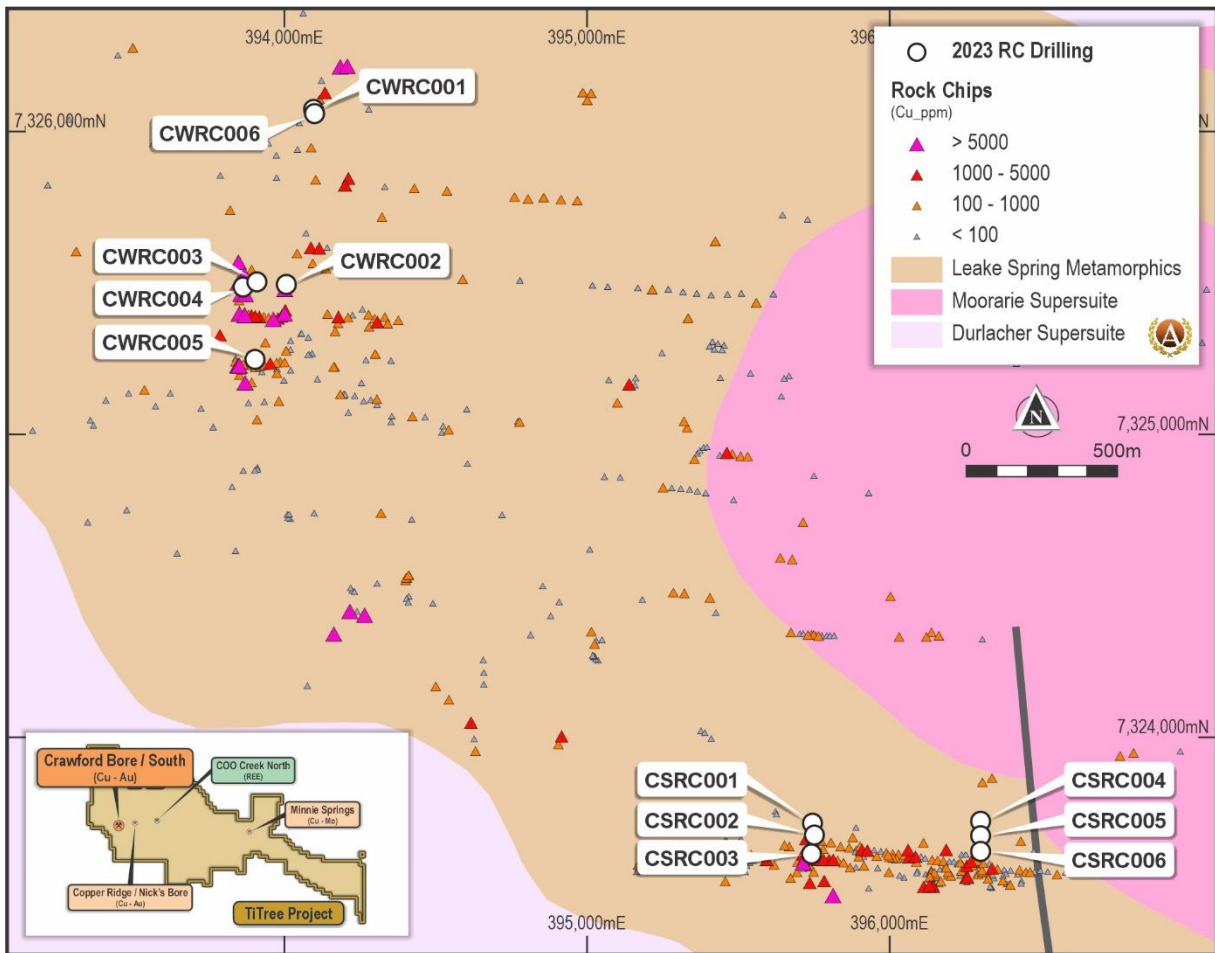 394,000mE
395,000mE
396
2023 RC Drilling
Rock Chips
(Cu_ppm)
> 5000
1000 - 5000
100 - 1000
< 100
Leake Spring Metamorphics
Moorarie Supersuite
Durlacher Supersuite
A
CWRC001
7,326,000mN
CWRC006
CWRC003
CWRC002
CWRC004
CWRC005
N
7,325,000mN
0 500m
7,324,000mN
CSRC001
CSRC004
CSRC002
CSRC005
CSRC003
CSRC006
Crawford Bore / South
(Cu - Au)
COO Creek North
(REE)
Minnie Springs
(Cu - Mo)
Copper Ridge / Nick's Bore
(Cu - Au)
TiTree Project
395,000mE
396,000mE